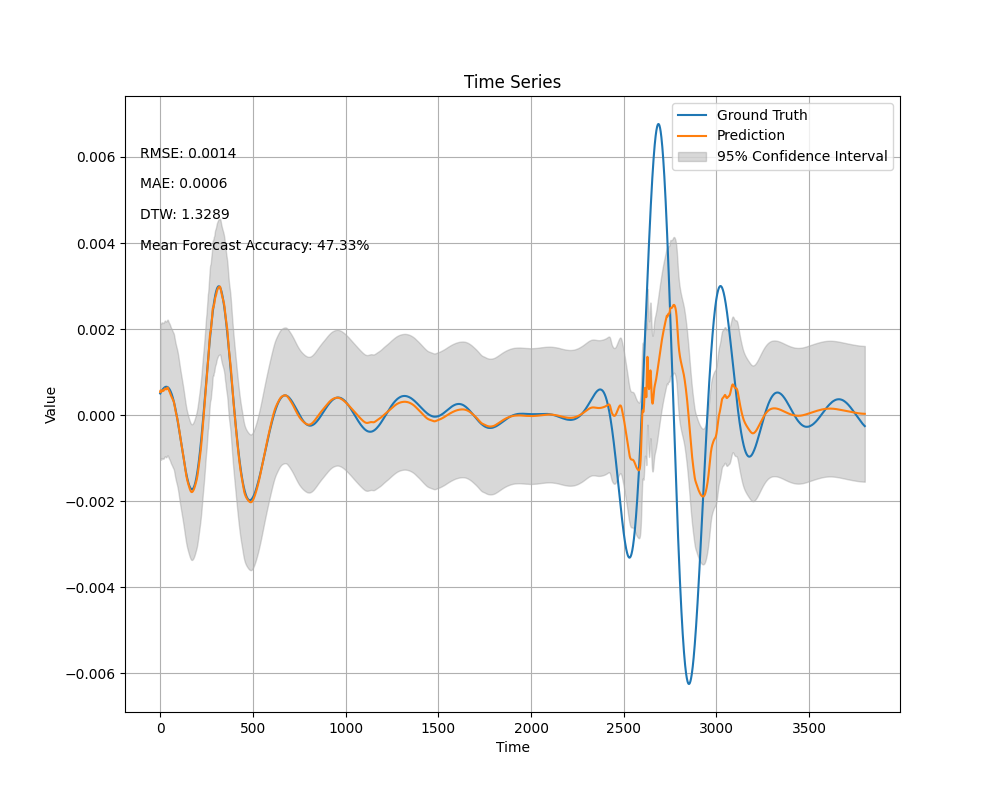 Time Series
Ground Truth
Prediction
95% Confidence Interval
RMSE: 0.0014
MAE: 0.0006
DTW: 1.3289
Mean Forecast Accuracy: 47.33%
Value
0.006
0.004
0.002
0.000
−0.002
−0.004
−0.006
0 500 1000 1500 2000 2500 3000 3500
Time